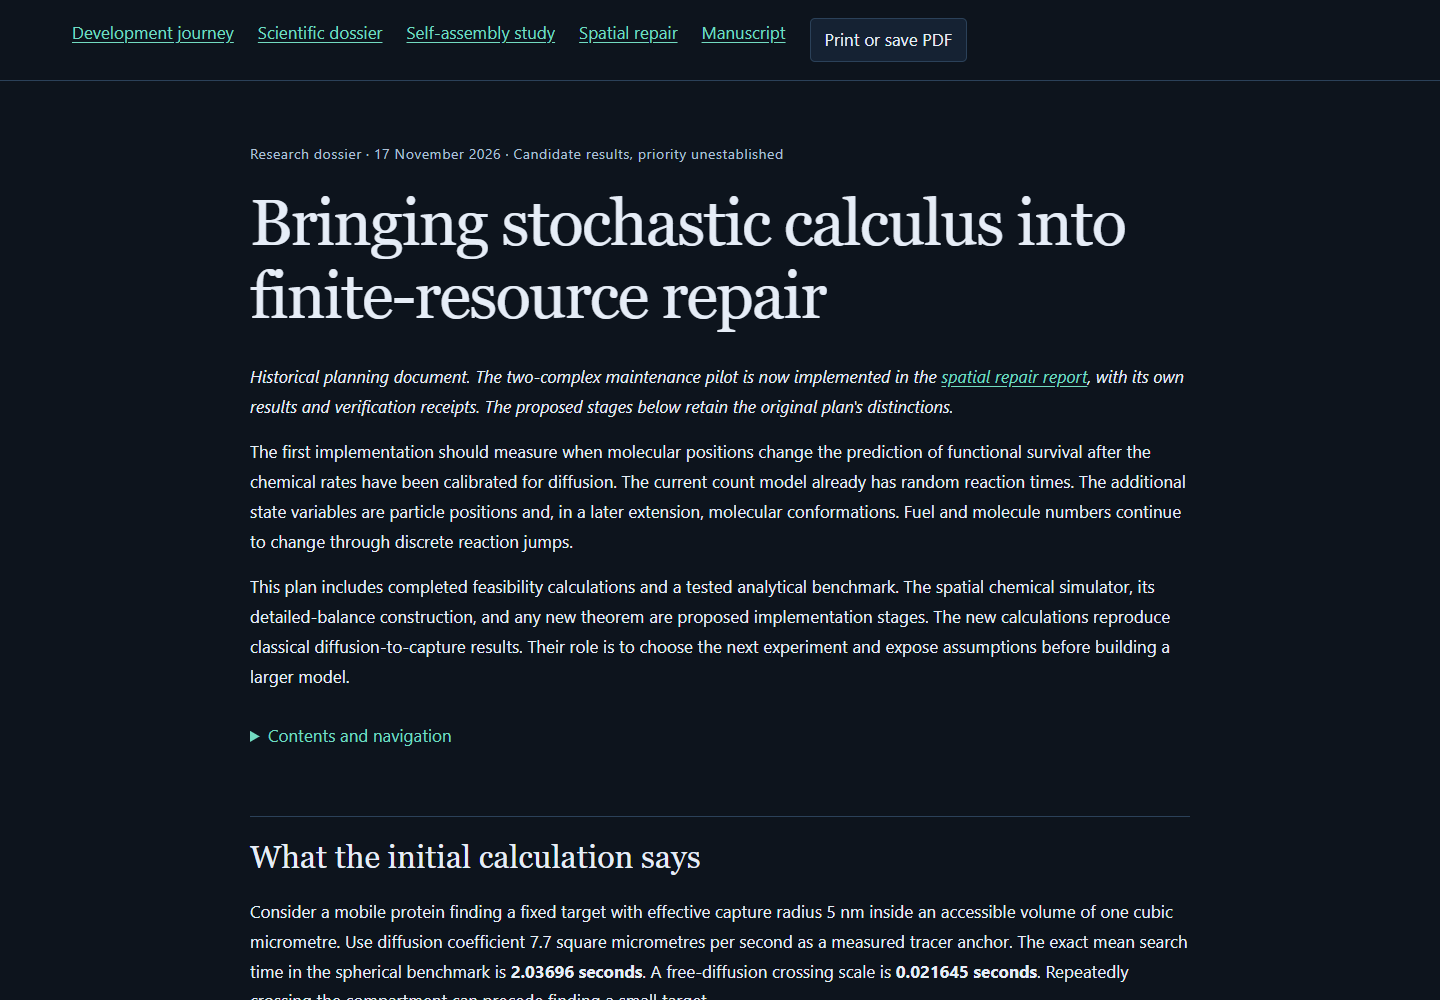 Development journey Scientific dossier Self-assembly study Spatial repair Manuscript Print or save PDF
Research dossier · 17 November 2026 · Candidate results, priority unestablished
Bringing stochastic calculus into
finite-resource repair
Historical planning document. The two-complex maintenance pilot is now implemented in the spatial repair report, with its own
results and verification receipts. The proposed stages below retain the original plan's distinctions.
The first implementation should measure when molecular positions change the prediction of functional survival after the
chemical rates have been calibrated for diffusion. The current count model already has random reaction times. The additional
state variables are particle positions and, in a later extension, molecular conformations. Fuel and molecule numbers continue
to change through discrete reaction jumps.
This plan includes completed feasibility calculations and a tested analytical benchmark. The spatial chemical simulator, its
detailed-balance construction, and any new theorem are proposed implementation stages. The new calculations reproduce
classical diffusion-to-capture results. Their role is to choose the next experiment and expose assumptions before building a
larger model.
Contents and navigation
What the initial calculation says
Consider a mobile protein finding a fixed target with effective capture radius 5 nm inside an accessible volume of one cubic
micrometre. Use diffusion coefficient 7.7 square micrometres per second as a measured tracer anchor. The exact mean search
time in the spherical benchmark is 2.03696 seconds. A free-diffusion crossing scale is 0.021645 seconds. Repeatedly
crossing the compartment can precede finding a small target.